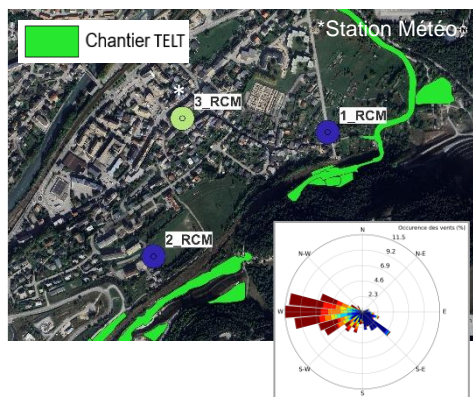 Chantier TELT
*Station Météo
*
3_RCM
1_RCM
2_RCM
Occurence des vents (%)
N
11.5
9.2
6.9
4.6
2.3
N-W
N-E
W
E
S-W
S-E
S